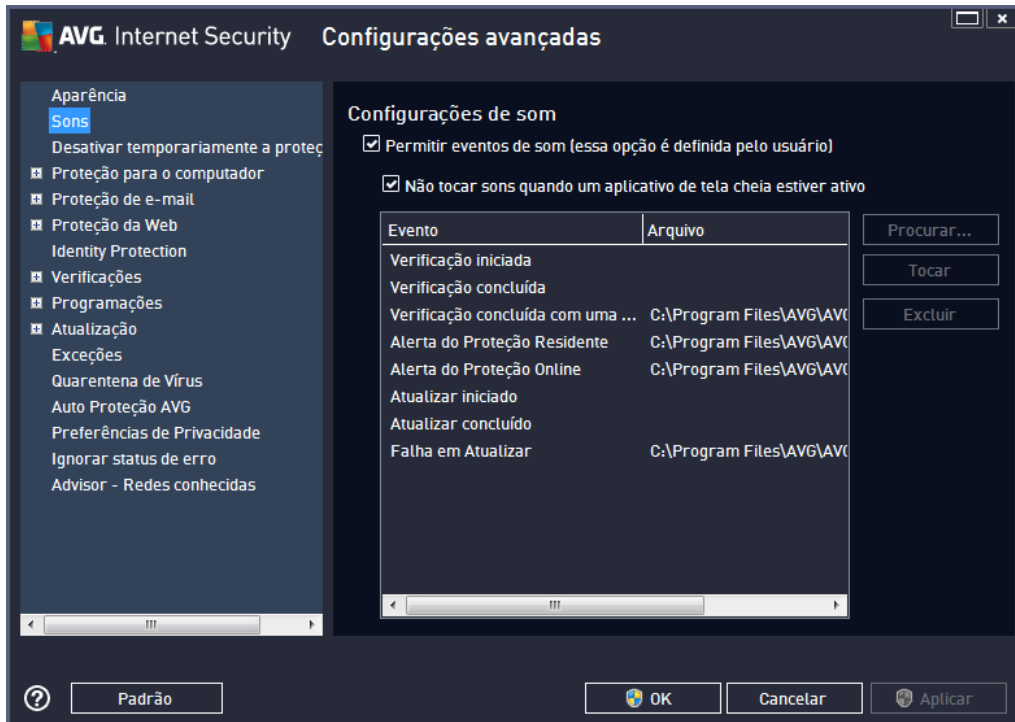 AVG. Internet Security Configurações avançadas
Aparência
Sons
Desativar temporariamente a proteç
Proteção para o computador
Proteção de e-mail
Proteção da Web
Identity Protection
Verificações
Programações
Atualização
Exceções
Quarentena de Vírus
Auto Proteção AVG
Preferências de Privacidade
Ignorar status de erro
Advisor - Redes conhecidas
Configurações de som
Permitir eventos de som (essa opção é definida pelo usuário)
Não tocar sons quando um aplicativo de tela cheia estiver ativo
Evento Arquivo
Verificação iniciada
Verificação concluída
Verificação concluída com uma ... C:\Program Files\AVG\AV
Alerta do Proteção Residente C:\Program Files\AVG\AV
Alerta do Proteção Online C:\Program Files\AVG\AV
Atualizar iniciado
Atualizar concluído
Falha em Atualizar C:\Program Files\AVG\AV
Procurar...
Tocar
Excluir
? Padrão OK Cancelar Aplicar